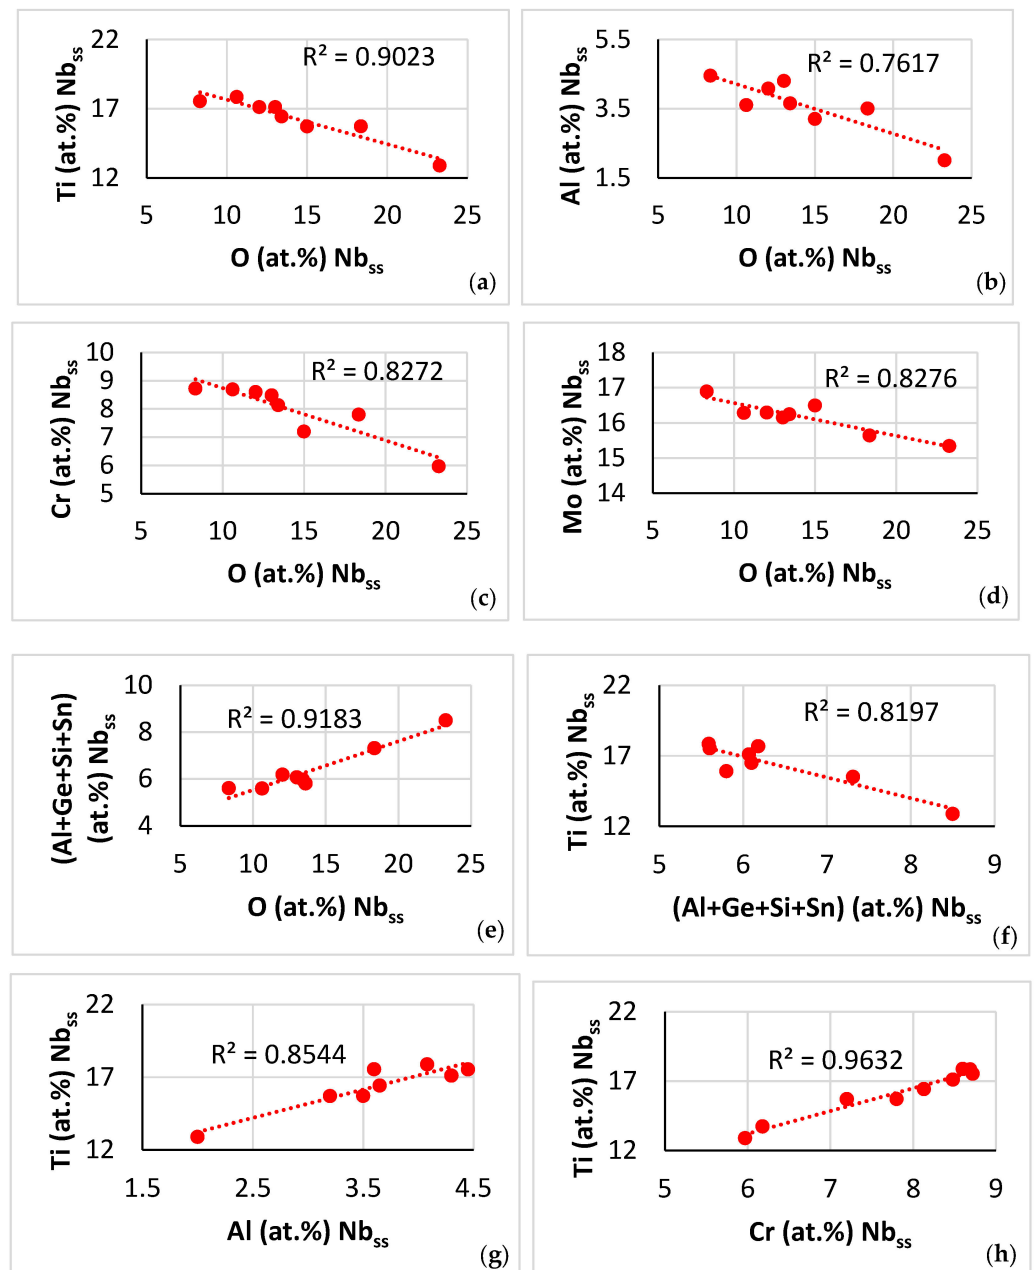 Ti (at.%) Nbss
22
17
12
R² = 0.9023
5 10 15 20 25
O (at.%) Nbss
(a)
Al (at.%) Nbss
5.5
3.5
1.5
R² = 0.7617
5 10 15 20 25
O (at.%) Nbss
(b)
Cr (at.%) Nbss
10
9
8
7
6
5
R² = 0.8272
5 10 15 20 25
O (at.%) Nbss
(c)
Mo (at.%) Nbss
18
17
16
15
14
R² = 0.8276
5 10 15 20 25
O (at.%) Nbss
(d)
(Al+Ge+Si+Sn)
(at.%) Nbss
10
8
6
4
R² = 0.9183
5 10 15 20 25
O (at.%) Nbss
(e)
Ti (at.%) Nbss
22
17
12
R² = 0.8197
5 6 7 8 9
(Al+Ge+Si+Sn) (at.%) Nbss
(f)
Ti (at.%) Nbss
22
17
12
R² = 0.8544
1.5 2.5 3.5 4.5
Al (at.%) Nbss
(g)
Ti (at.%) Nbss
22
17
12
R² = 0.9632
5 6 7 8 9
Cr (at.%) Nbss
(h)